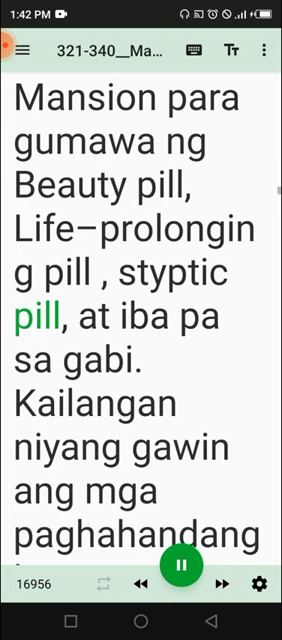 1:42 PM
321-340__Ma...
Tт
Mansion para
gumawa ng
Beauty pill,
Life–prolongin
g pill , styptic
pill, at iba pa
sa gabi.
Kailangan
niyang gawin
ang mga
paghahandang
16956